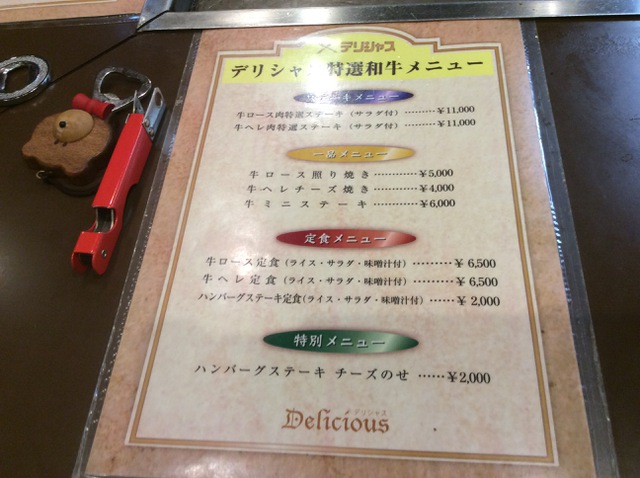 デリシャス
デリシャス特選和牛メニュー
ステーキメニュー
牛ロース肉特選ステーキ（サラダ付）………¥11,000
牛ヘレ肉特選ステーキ（サラダ付）………¥11,000
一品メニュー
牛ロース照り焼き…………¥5,000
牛ヘレチーズ焼き…………¥4,000
牛ミニステーキ…………¥6,000
定食メニュー
牛ロース定食（ライス・サラダ・味噌汁付）………¥6,500
牛ヘレ定食（ライス・サラダ・味噌汁付）………¥6,500
ハンバーグステーキ定食（ライス・サラダ・味噌汁付）………¥2,000
特別メニュー
ハンバーグステーキ チーズのせ ……¥2,000
デリシャス
Delicious